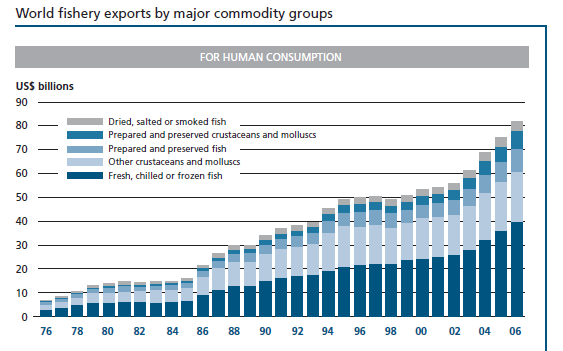 World fishery exports by major commodity groups
FOR HUMAN CONSUMPTION
US$ billions
90
80
70
60
50
40
30
20
10
0
Dried, salted or smoked fish
Prepared and preserved crustaceans and molluscs
Prepared and preserved fish
Other crustaceans and molluscs
Fresh, chilled or frozen fish
76 78 80 82 84 86 88 90 92 94 96 98 00 02 04 06